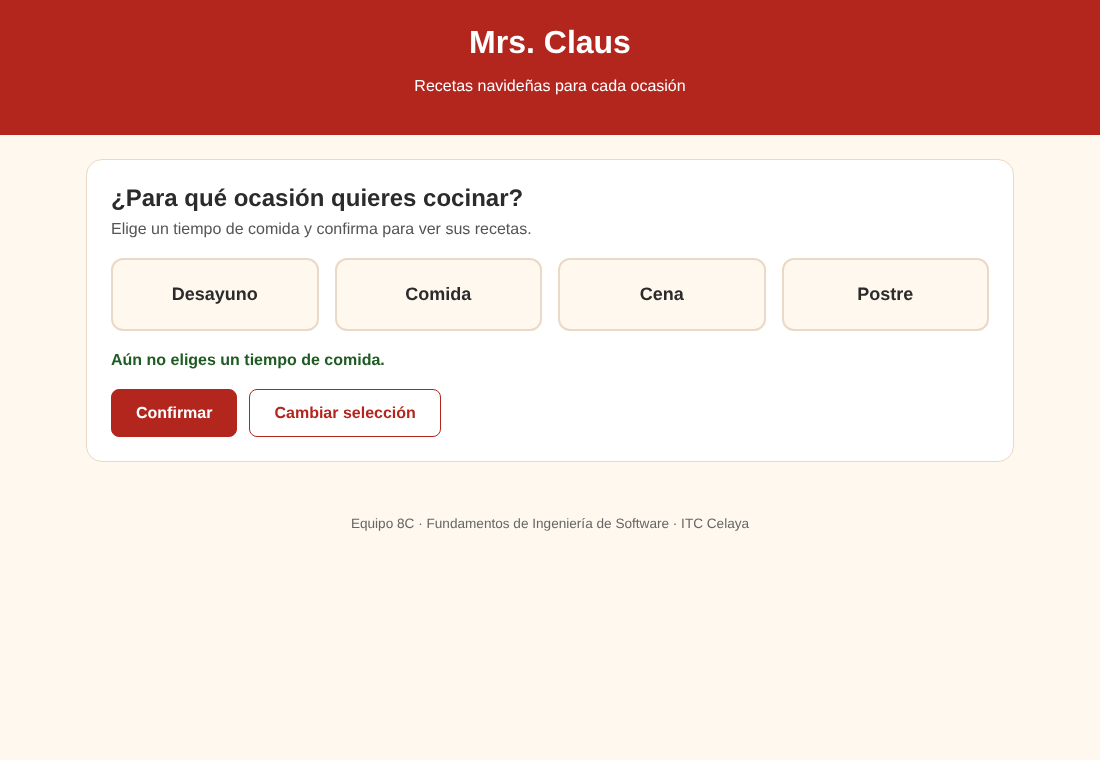 Mrs. Claus
Recetas navideñas para cada ocasión
¿Para qué ocasión quieres cocinar?
Elige un tiempo de comida y confirma para ver sus recetas.
Desayuno
Comida
Cena
Postre
Aún no eliges un tiempo de comida.
Confirmar
Cambiar selección
Equipo 8C · Fundamentos de Ingeniería de Software · ITC Celaya